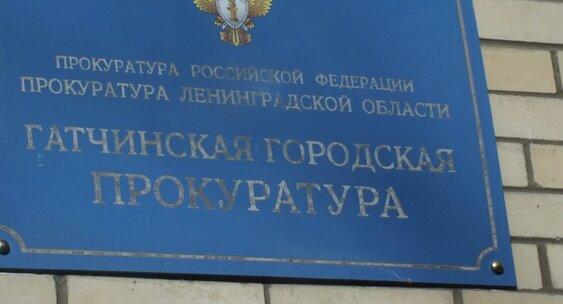 ПРОКУРАТУРА РОССИЙСКОЙ ФЕДЕРАЦИИ
ПРОКУРАТУРА ЛЕНИНГРАДСКОЙ ОБЛАСТИ
ГАТЧИНСКАЯ ГОРОДСКАЯ
ПРОКУРАТУРА